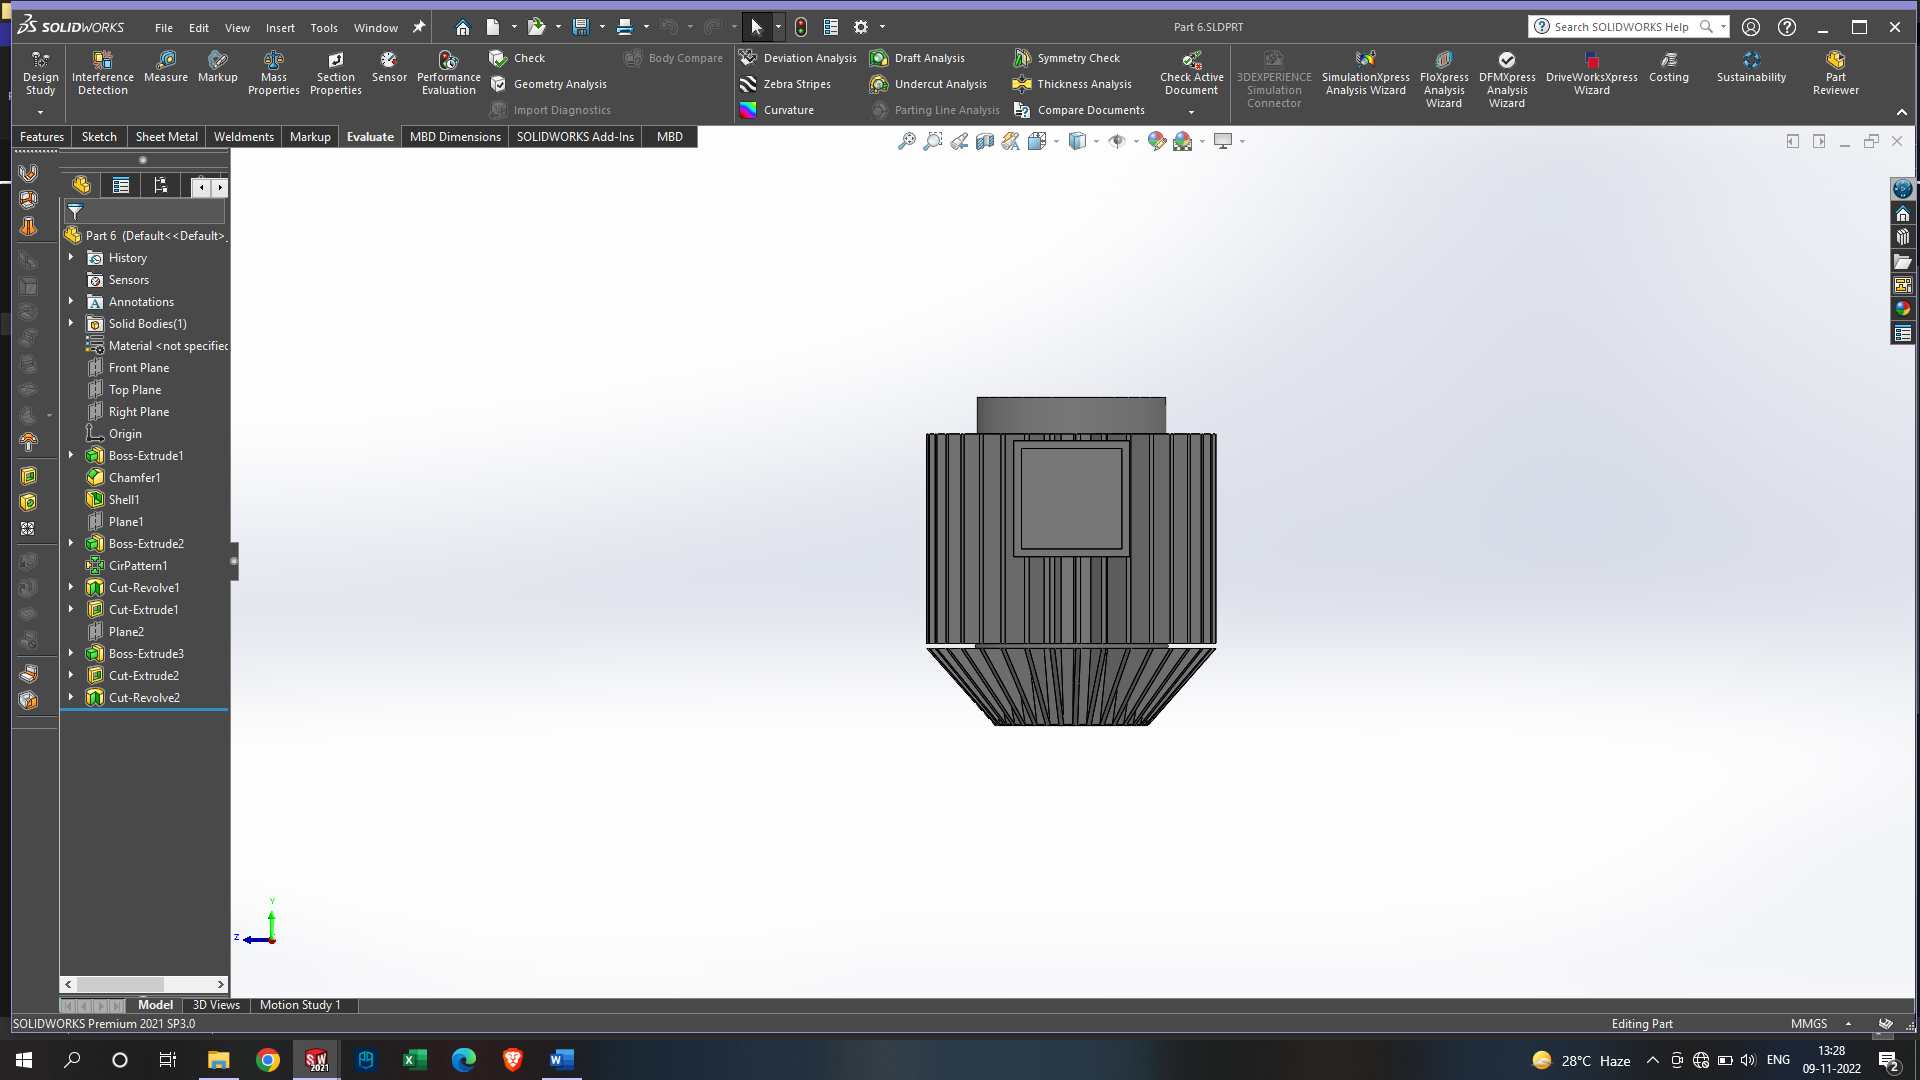 SOLIDWORKS File Edit View Insert Tools Window Part 6.SLDPRT Search SOLIDWORKS Help
Design Study
Interference Detection
Measure
Markup
Mass Properties
Section Properties
Sensor
Performance Evaluation
Check
Geometry Analysis
Import Diagnostics
Body Compare
Deviation Analysis
Zebra Stripes
Curvature
Draft Analysis
Undercut Analysis
Parting Line Analysis
Symmetry Check
Thickness Analysis
Compare Documents
Check Active Document
3DEXPERIENCE Simulation Connector
SimulationXpress Analysis Wizard
FloXpress Analysis Wizard
DFMXpress Analysis Wizard
DriveWorksXpress Wizard
Costing
Sustainability
Part Reviewer
Features Sketch Sheet Metal Weldments Markup Evaluate MBD Dimensions SOLIDWORKS Add-Ins MBD
Part 6 (Default<<Default>_
History
Sensors
Annotations
Solid Bodies(1)
Material <not specified
Front Plane
Top Plane
Right Plane
Origin
Boss-Extrude1
Chamfer1
Shell1
Plane1
Boss-Extrude2
CirPattern1
Cut-Revolve1
Cut-Extrude1
Plane2
Boss-Extrude3
Cut-Extrude2
Cut-Revolve2
Y
Z
Model 3D Views Motion Study 1
SOLIDWORKS Premium 2021 SP3.0 Editing Part MMGS
28°C Haze ENG 13:28
09-11-2022 2